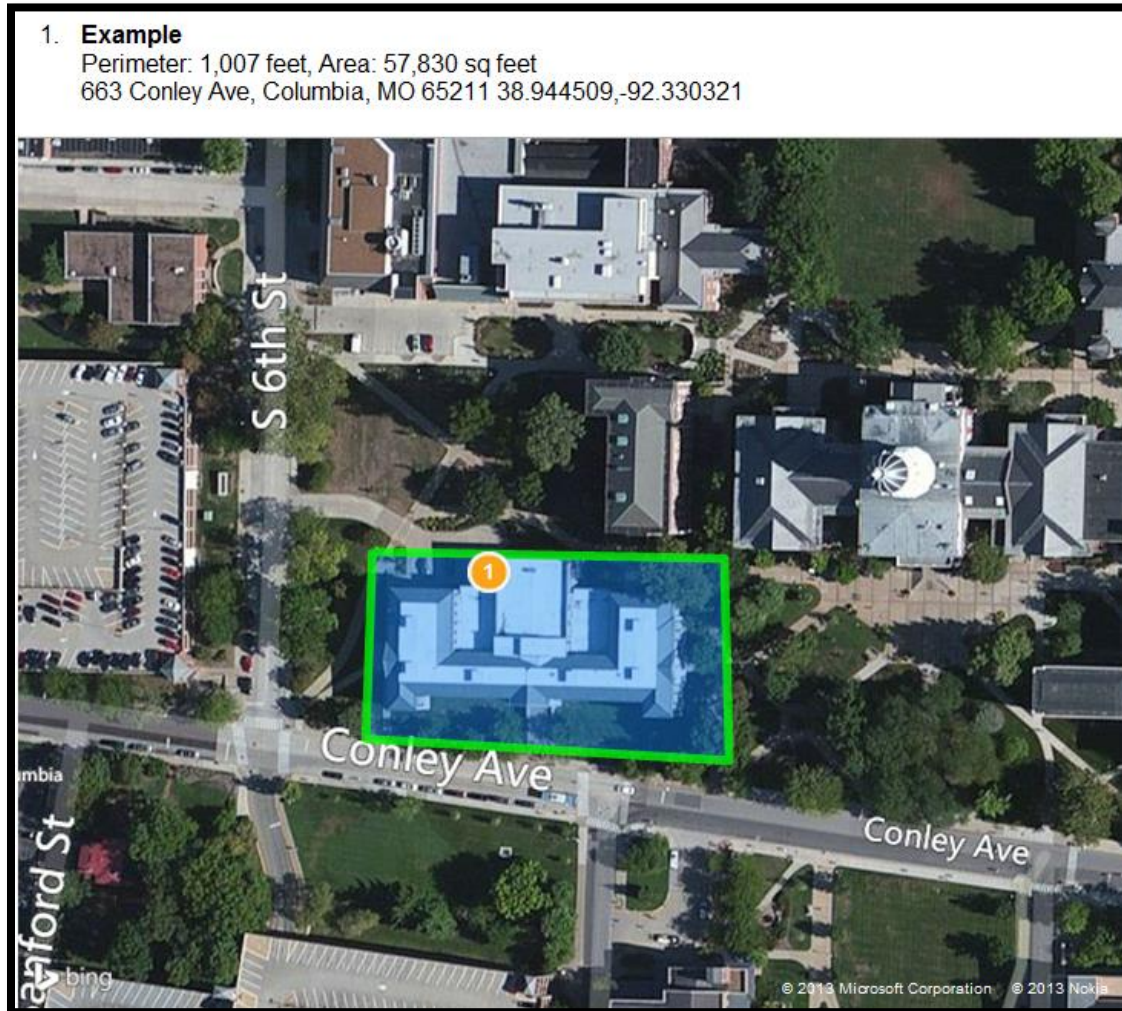 1. Example
Perimeter: 1,007 feet, Area: 57,830 sq feet
663 Conley Ave, Columbia, MO 65211 38.944509,-92.330321
S 6th St
1
Conley Ave
umbia
Conley Ave
anford St
bing
© 2013 Microsoft Corporation © 2013 Nokia